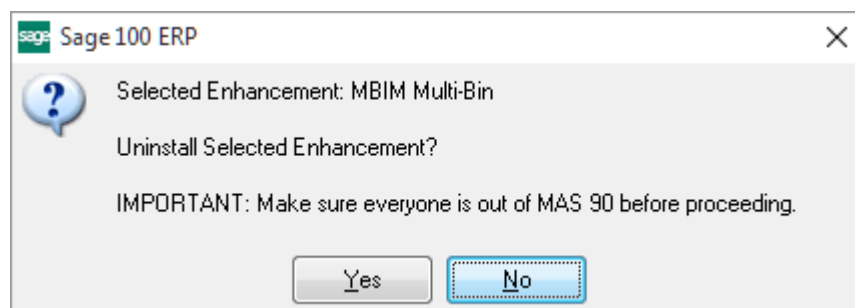 sage Sage 100 ERP
Selected Enhancement: MBIM Multi-Bin
Uninstall Selected Enhancement?
IMPORTANT: Make sure everyone is out of MAS 90 before proceeding.
Yes No